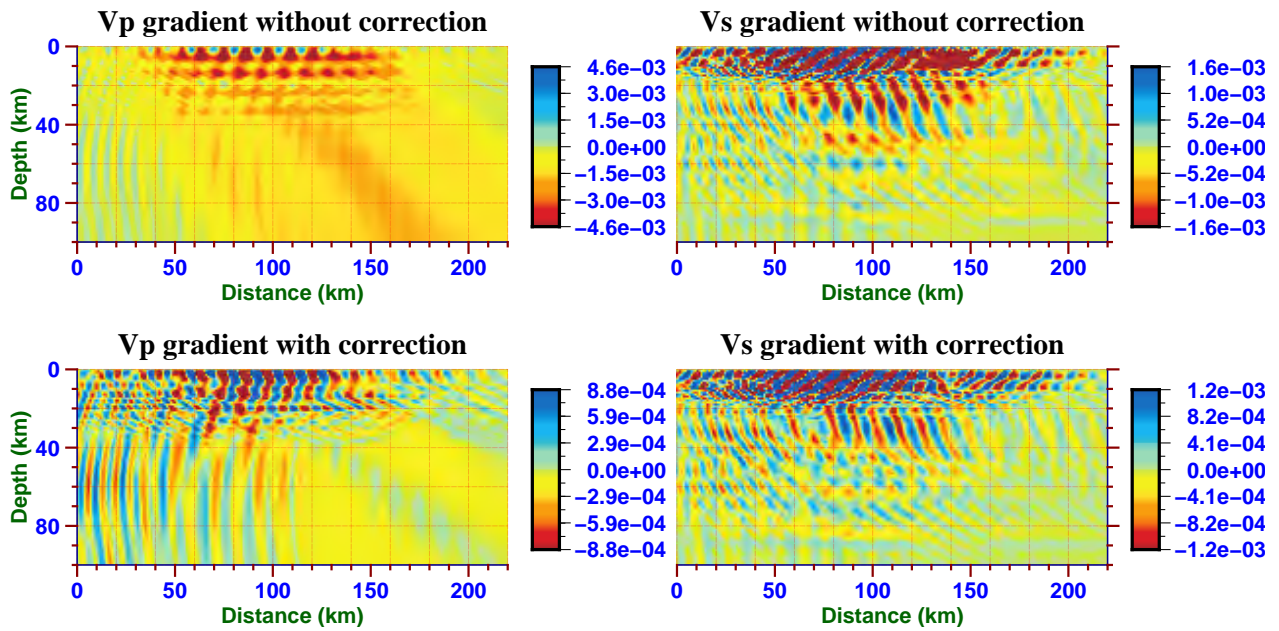 Vp gradient without correction
Vs gradient without correction
0
40
80
Depth (km)
0 50 100 150 200
Distance (km)
4.6e−03
3.0e−03
1.5e−03
0.0e+00
−1.5e−03
−3.0e−03
−4.6e−03
0 50 100 150 200
Distance (km)
1.6e−03
1.0e−03
5.2e−04
0.0e+00
−5.2e−04
−1.0e−03
−1.6e−03
Vp gradient with correction
Vs gradient with correction
0
40
80
Depth (km)
0 50 100 150 200
Distance (km)
8.8e−04
5.9e−04
2.9e−04
0.0e+00
−2.9e−04
−5.9e−04
−8.8e−04
0 50 100 150 200
Distance (km)
1.2e−03
8.2e−04
4.1e−04
0.0e+00
−4.1e−04
−8.2e−04
−1.2e−03